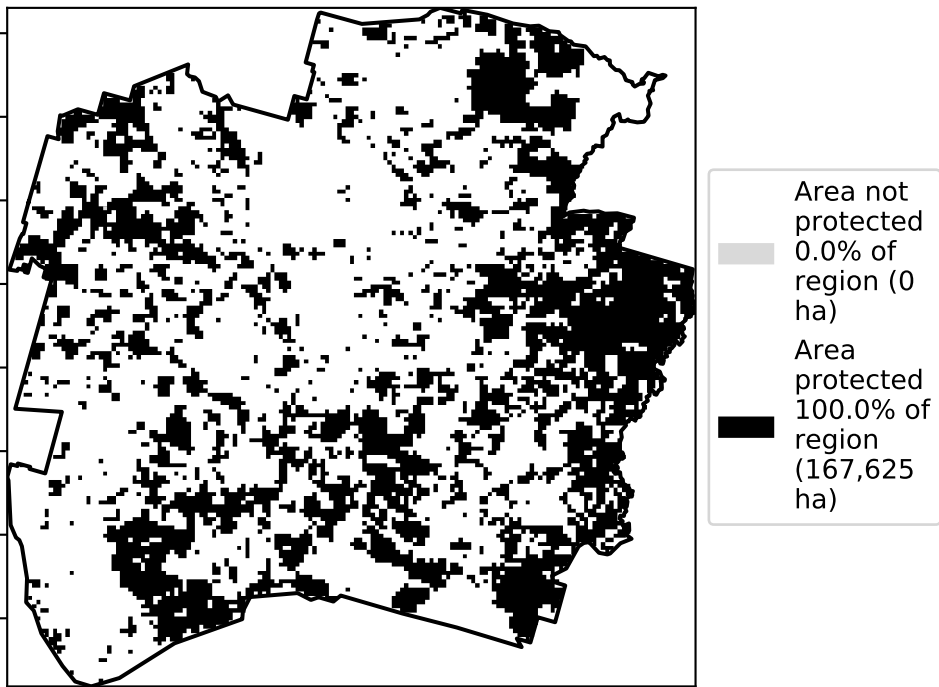 Area not
protected
0.0% of
region (0
ha)
Area
protected
100.0% of
region
(167,625
ha)